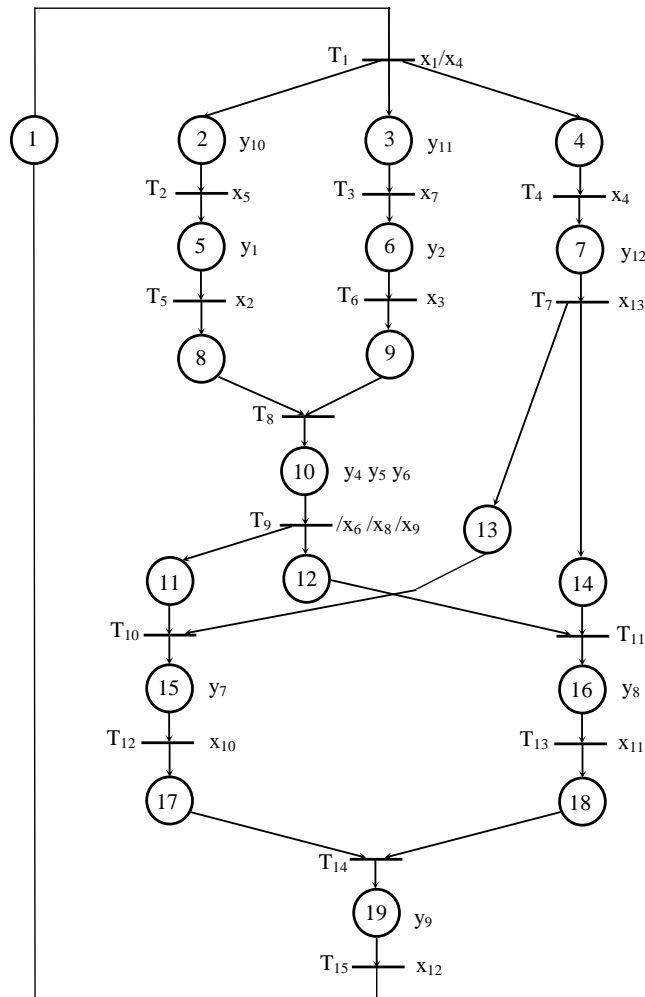 T₁ x₁/x₄
1 2 y₁₀ 3 y₁₁ 4
T₂ x₅ T₃ x₇ T₄ x₄
5 y₁ 6 y₂ 7 y₁₂
T₅ x₂ T₆ x₃ T₇ x₁₃
8 9
T₈
10 y₄ y₅ y₆
T₉ /x₆ /x₈ /x₉ 13
11 12 14
T₁₀ T₁₁
15 y₇ 16 y₈
T₁₂ x₁₀ T₁₃ x₁₁
17 18
T₁₄
19 y₉
T₁₅ x₁₂